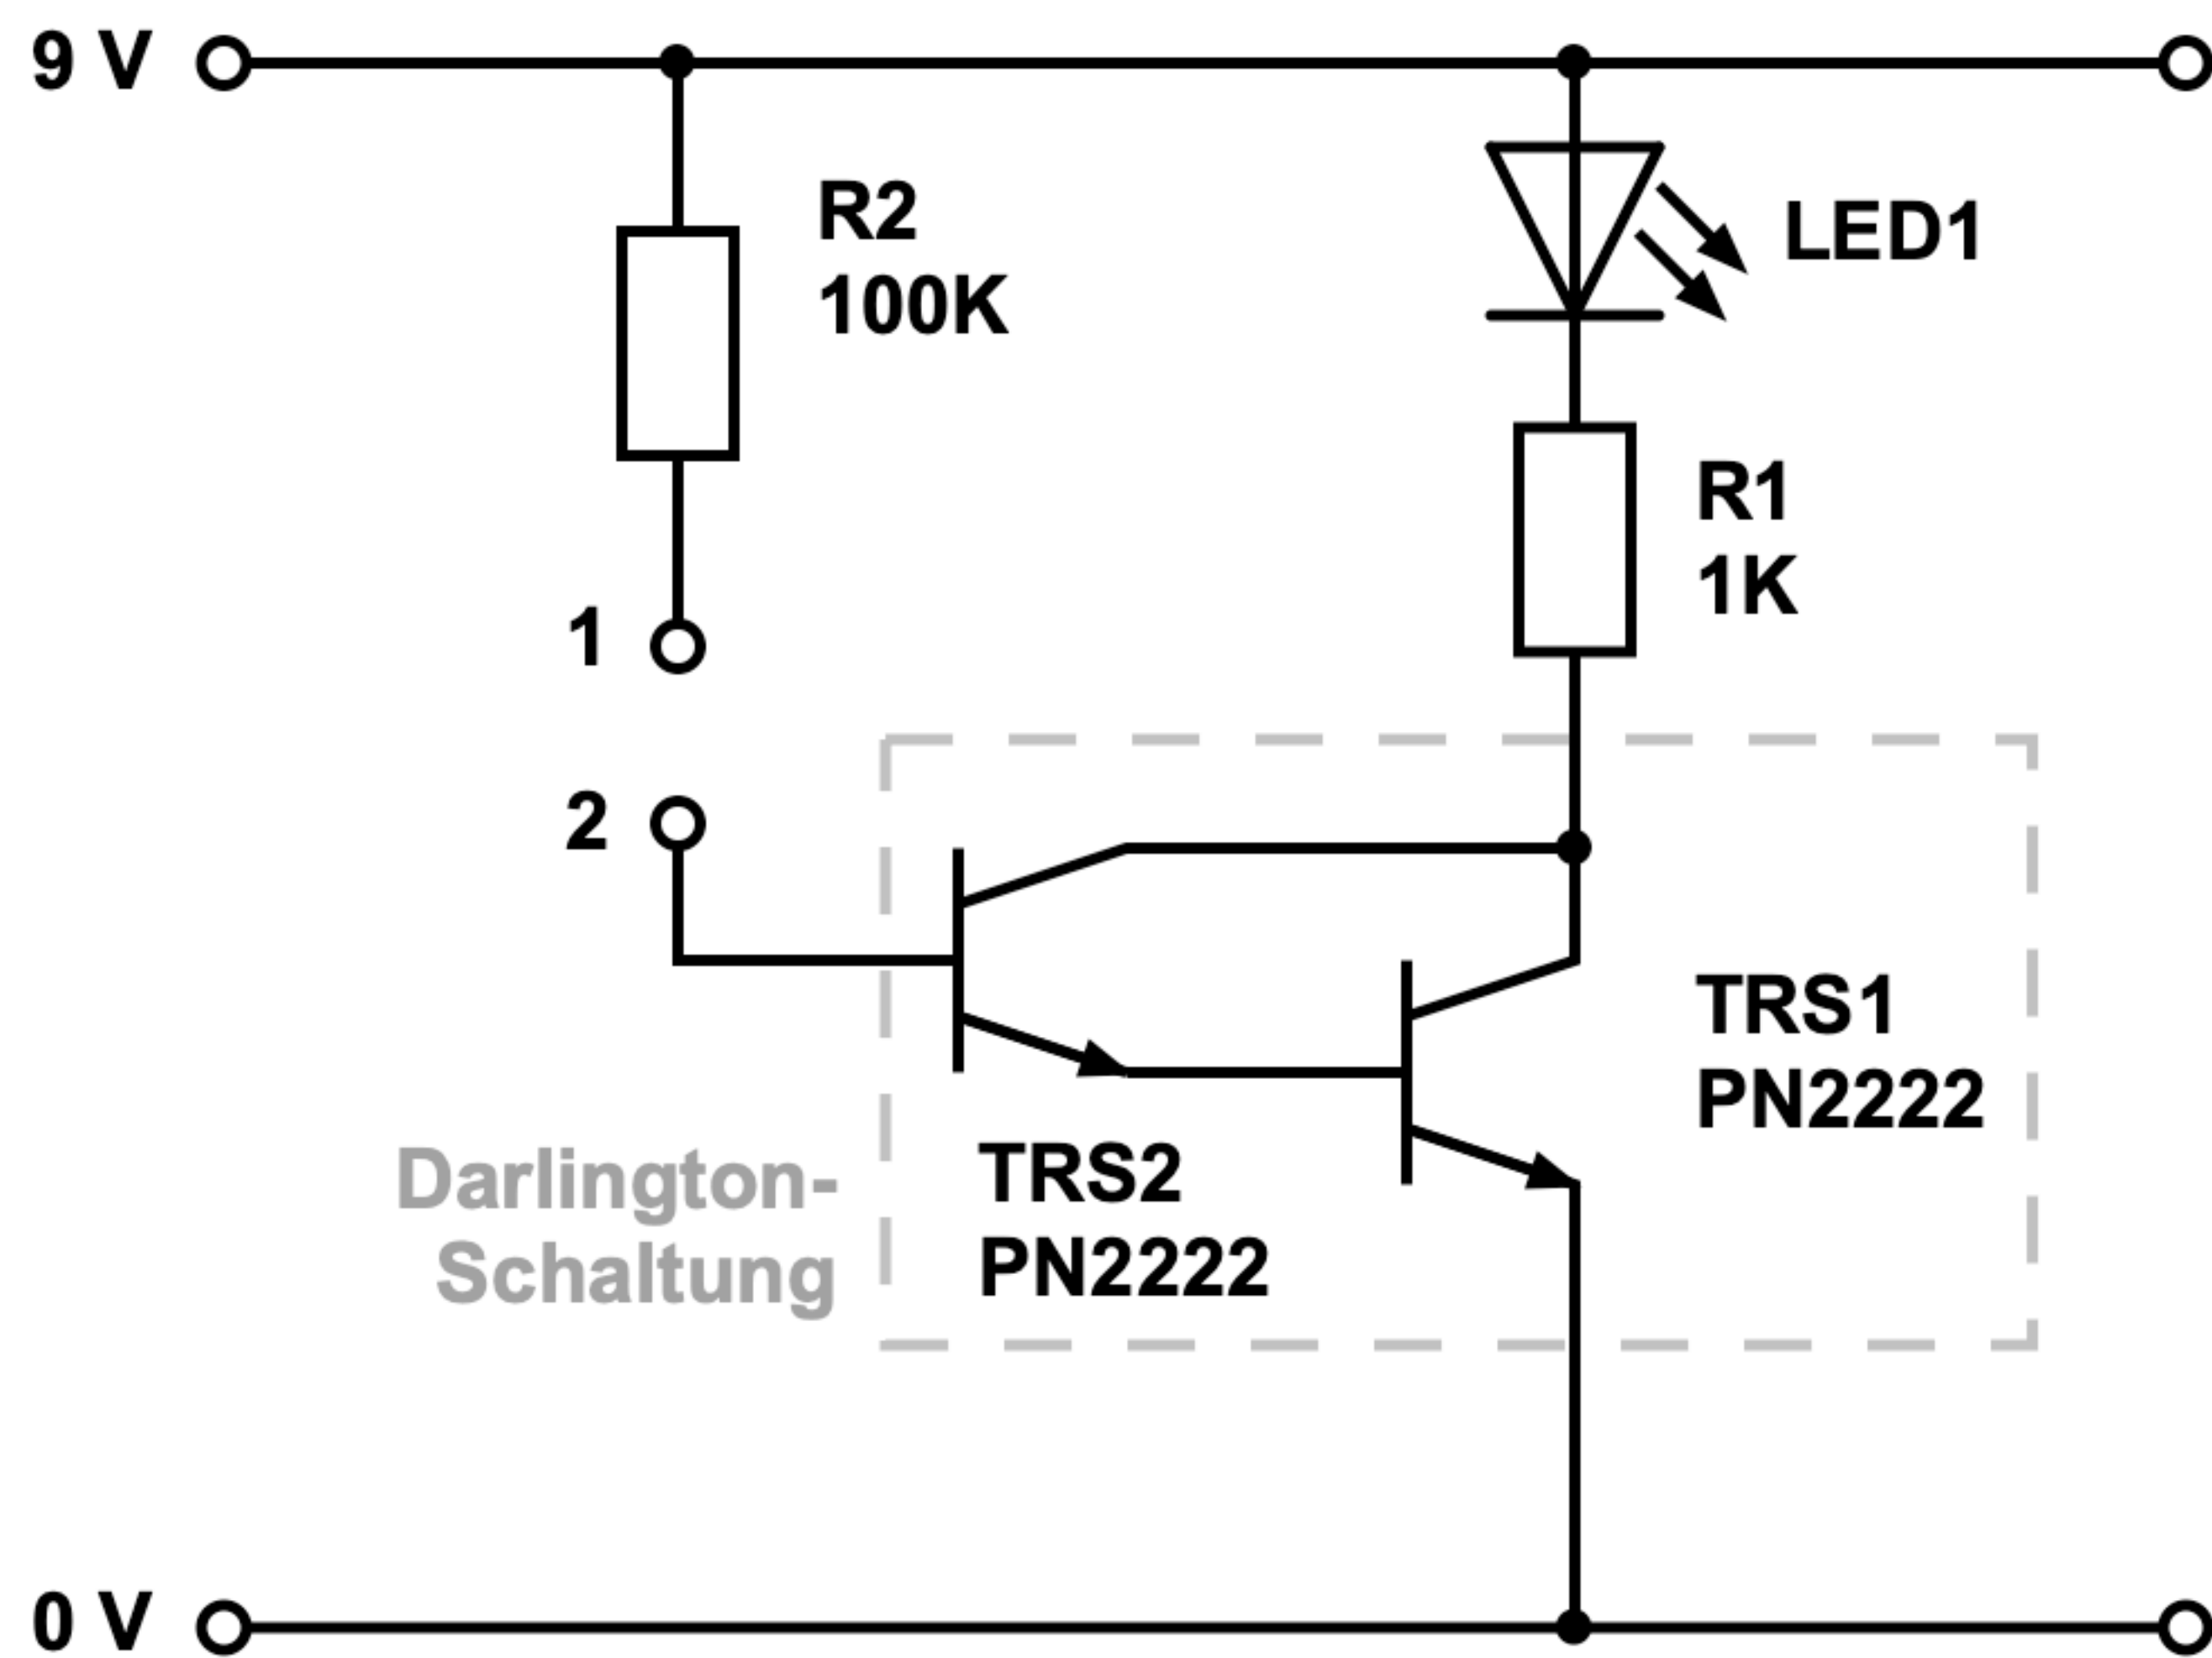 9 V
R2
100K
LED1
R1
1K
1
2
TRS1
PN2222
TRS2
PN2222
Darlington-
Schaltung
0 V